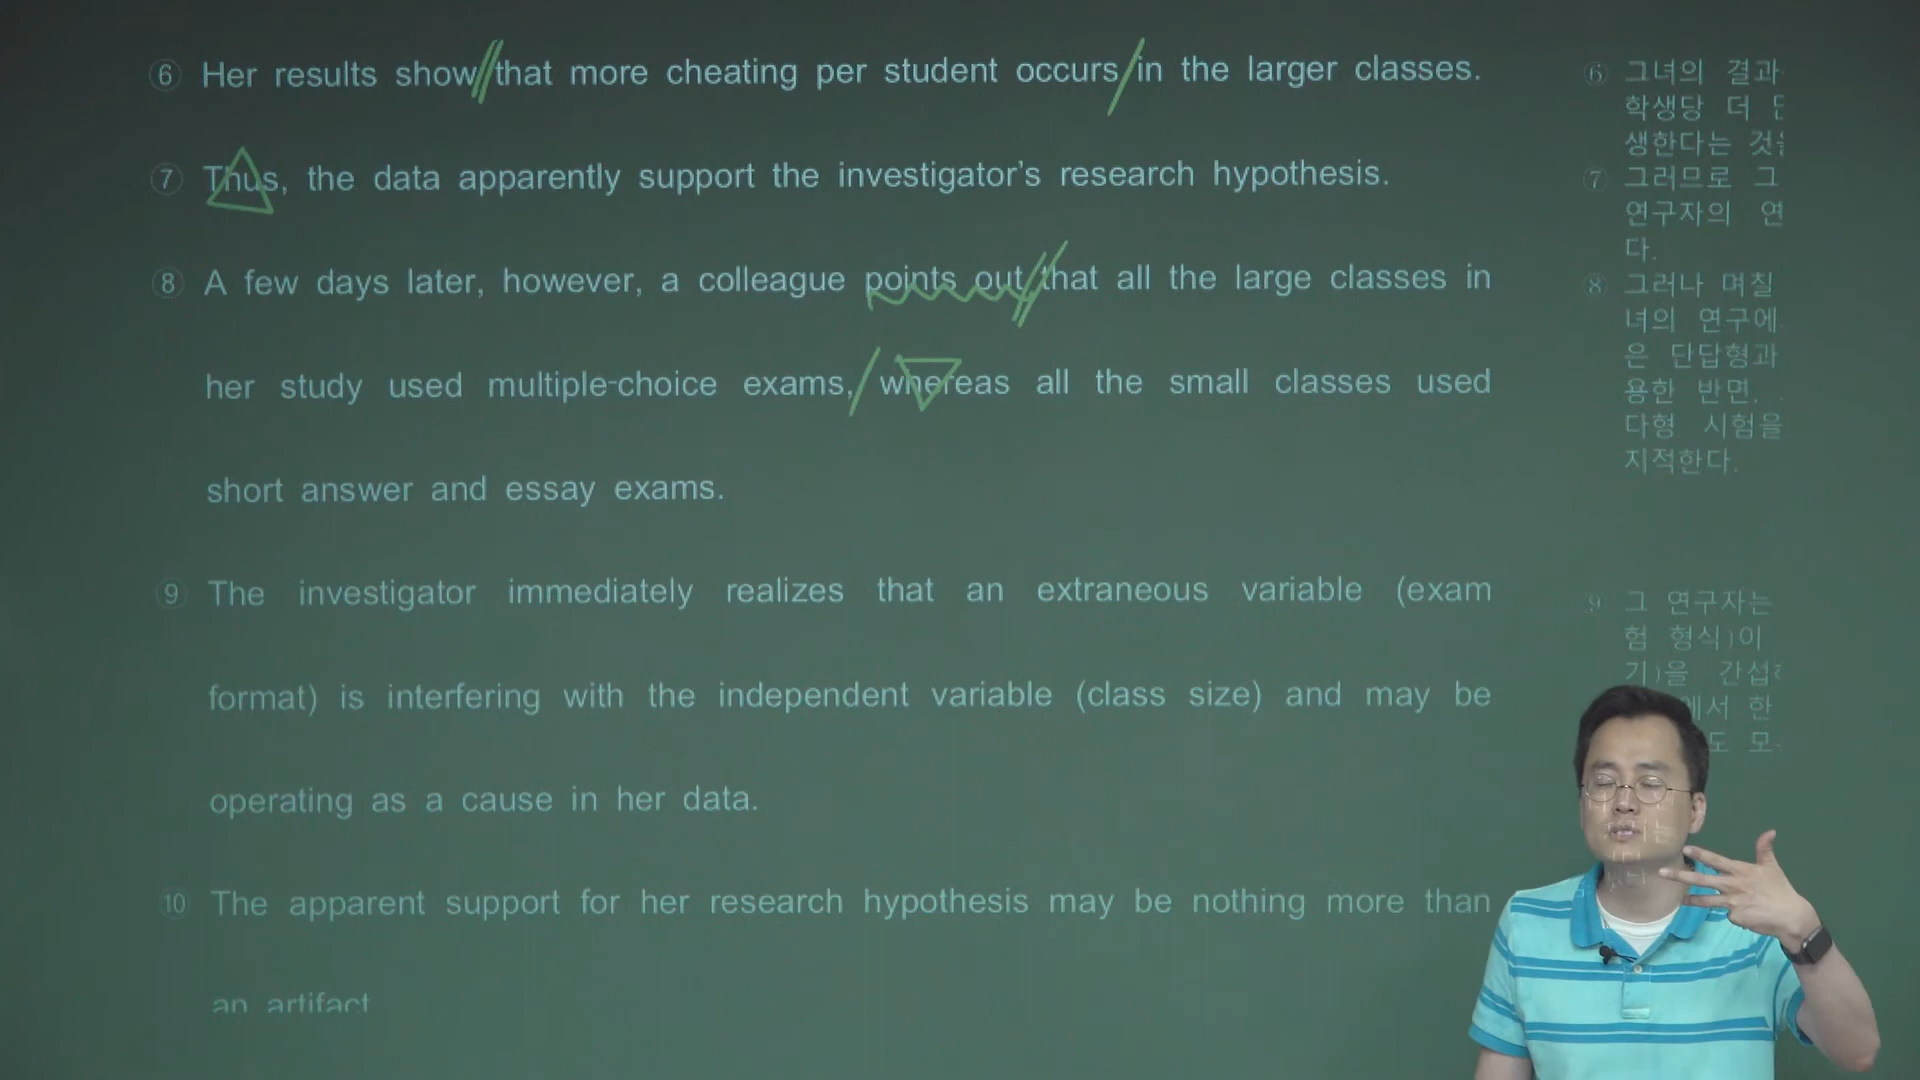 ⑥ Her results show that more cheating per student occurs in the larger classes.
⑦ Thus, the data apparently support the investigator's research hypothesis.
⑧ A few days later, however, a colleague points out that all the large classes in
her study used multiple-choice exams, whereas all the small classes used
short answer and essay exams.
⑨ The investigator immediately realizes that an extraneous variable (exam
format) is interfering with the independent variable (class size) and may be
operating as a cause in her data.
⑩ The apparent support for her research hypothesis may be nothing more than
an artifact
⑥ 그녀의 결과
학생당 더
생한다는
⑦ 그러므로 그
연구자의 연
다.
⑧ 그러나 며칠
녀의 연구에
은 단답형과
용한 반면,
다형 시험을
지적한다.
⑨ 그 연구자는
험 형식)이
기)을
에서 한
도